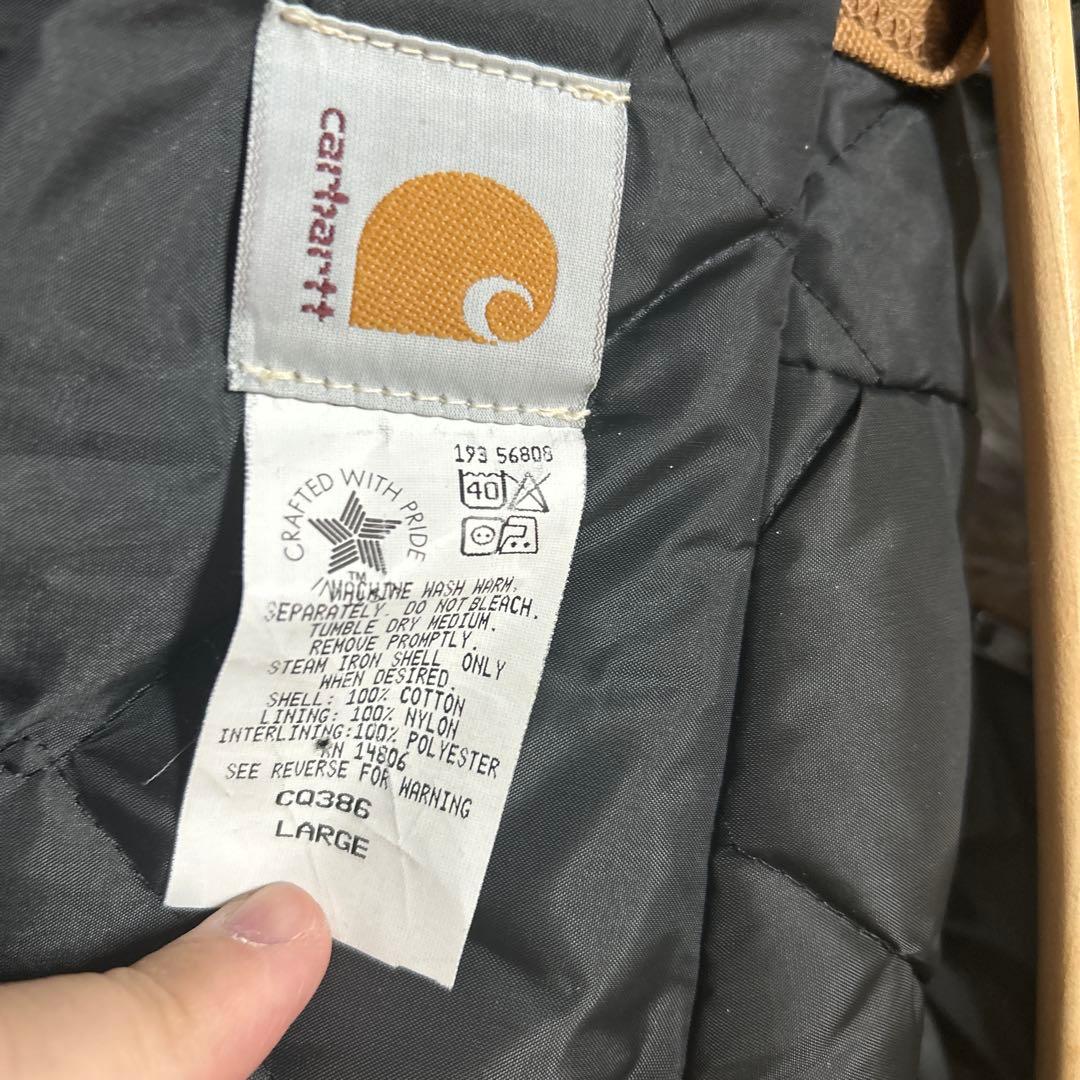 carhartt
193 56808
40
CRAFTED WITH PRIDE
TM
MACHINE WASH WARM,
SEPARATELY. DO NOT BLEACH.
TUMBLE DRY MEDIUM.
REMOVE PROMPTLY.
STEAM IRON SHELL ONLY
WHEN DESIRED.
SHELL: 100% COTTON
LINING: 100% NYLON
INTERLINING:100% POLYESTER
RN 14806
SEE REVERSE FOR WARNING
CQ386
LARGE